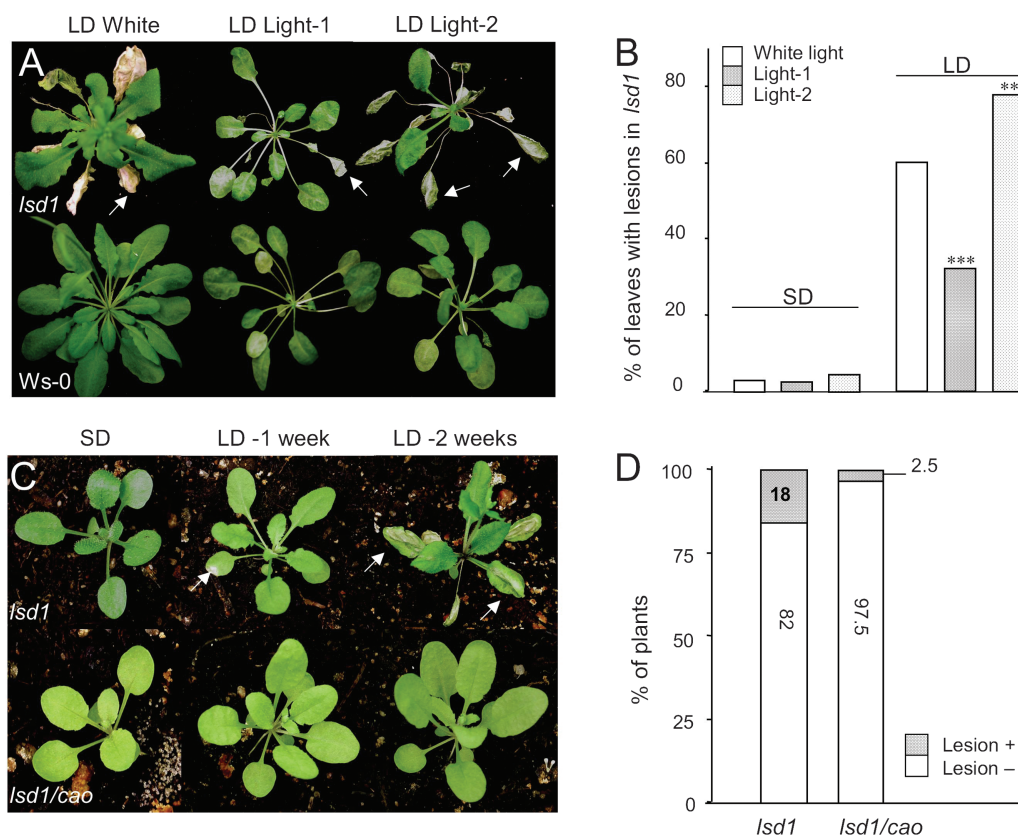 LD White LD Light-1 LD Light-2
A
lsd1
Ws-0
B
White light
Light-1
Light-2
LD
SD
**
***
80
60
40
20
0
% of leaves with lesions in lsd1
SD LD -1 week LD -2 weeks
C
lsd1
lsd1/cao
D
100
75
50
25
0
% of plants
18
82
2.5
97.5
Lesion +
Lesion –
lsd1 lsd1/cao